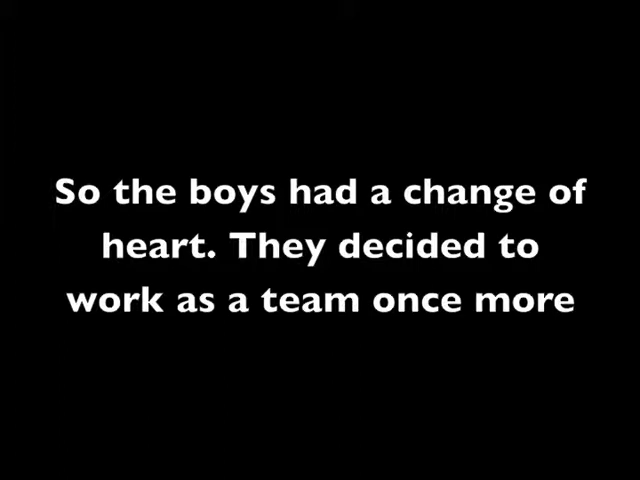 So the boys had a change of
heart. They decided to
work as a team once more